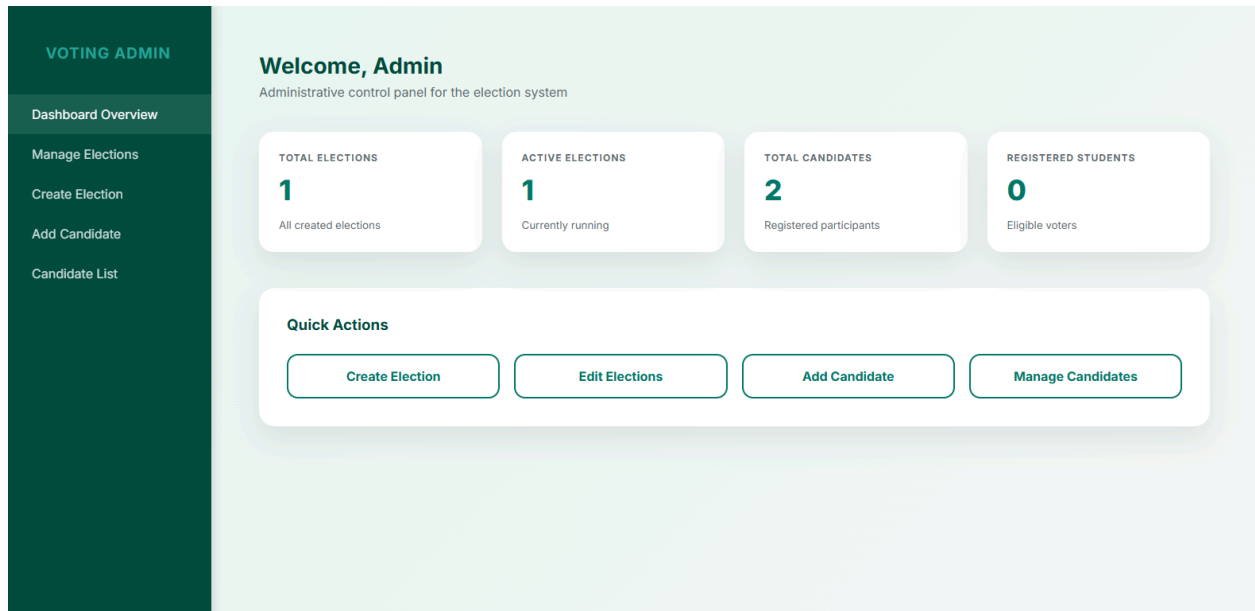 VOTING ADMIN
Dashboard Overview
Manage Elections
Create Election
Add Candidate
Candidate List
Welcome, Admin
Administrative control panel for the election system
TOTAL ELECTIONS
1
All created elections
ACTIVE ELECTIONS
1
Currently running
TOTAL CANDIDATES
2
Registered participants
REGISTERED STUDENTS
0
Eligible voters
Quick Actions
Create Election
Edit Elections
Add Candidate
Manage Candidates